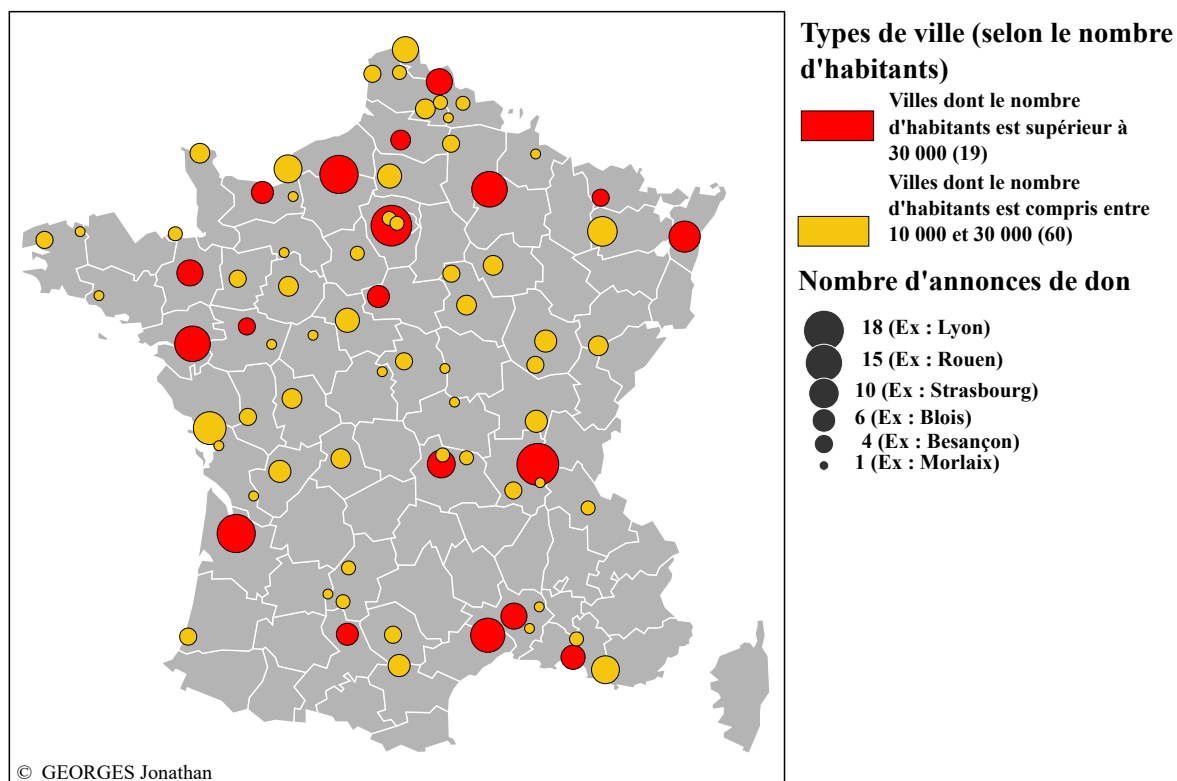 Types de ville (selon le nombre
d'habitants)
Villes dont le nombre
d'habitants est supérieur à
30 000 (19)
Villes dont le nombre
d'habitants est compris entre
10 000 et 30 000 (60)
Nombre d'annonces de don
18 (Ex : Lyon)
15 (Ex : Rouen)
10 (Ex : Strasbourg)
6 (Ex : Blois)
4 (Ex : Besançon)
1 (Ex : Morlaix)
© GEORGES Jonathan